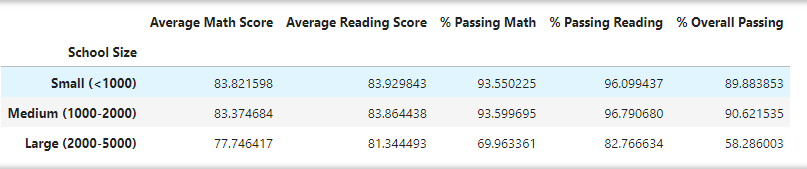 Average Math Score Average Reading Score % Passing Math % Passing Reading % Overall Passing
School Size
Small (<1000) 83.821598 83.929843 93.550225 96.099437 89.883853
Medium (1000-2000) 83.374684 83.864438 93.599695 96.790680 90.621535
Large (2000-5000) 77.746417 81.344493 69.963361 82.766634 58.286003